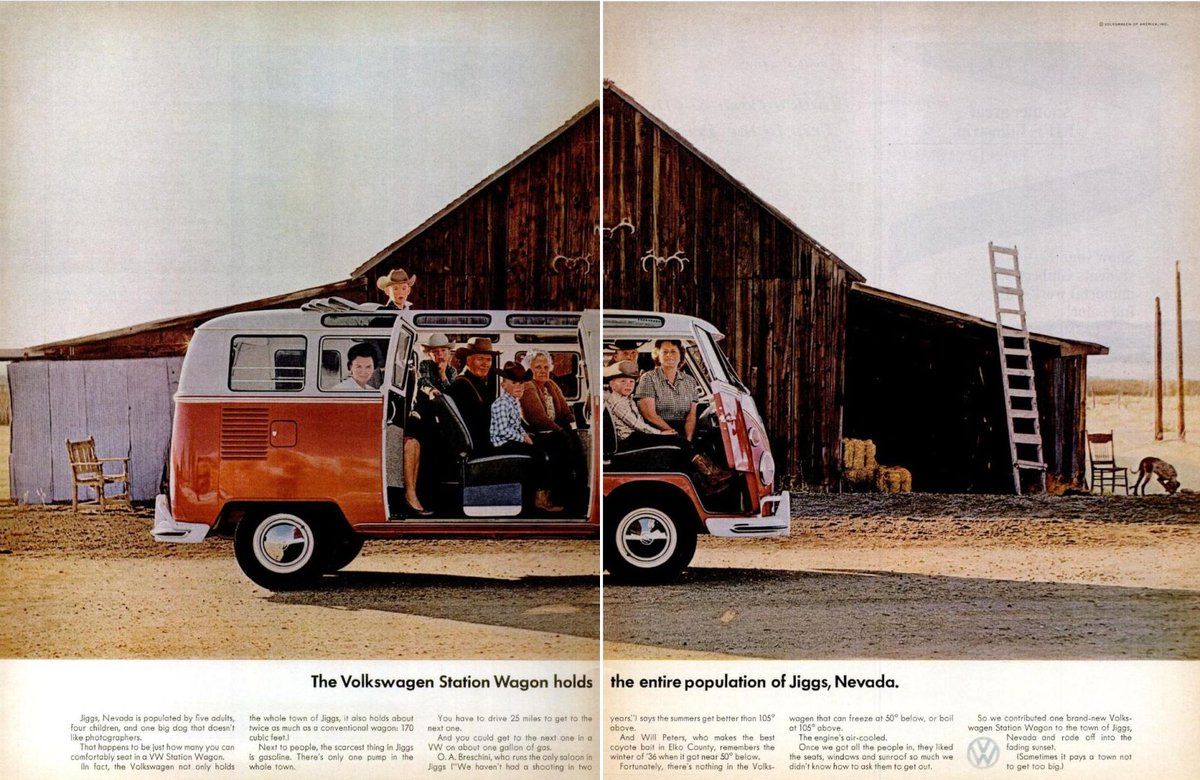 © VOLKSWAGEN OF AMERICA, INC.
The Volkswagen Station Wagon holds the entire population of Jiggs, Nevada.
Jiggs, Nevada is populated by five adults,
four children, and one big dog that doesn't
like photographers.
That happens to be just how many you can
comfortably seat in a VW Station Wagon.
(In fact, the Volkswagen not only holds
the whole town of Jiggs, it also holds about
twice as much as a conventional wagon: 170
cubic feet.)
Next to people, the scarcest thing in Jiggs
is gasoline. There's only one pump in the
whole town.
You have to drive 25 miles to get to the
next one.
And you could get to the next one in a
VW on about one gallon of gas.
O. A. Breschini, who runs the only saloon in
Jiggs ("We haven't had a shooting in two
years.") says the summers get better than 105°
above.
And Will Peters, who makes the best
coyote bait in Elko County, remembers the
winter of '36 when it got near 50° below.
Fortunately, there's nothing in the Volks-
wagen that can freeze at 50° below, or boil
at 105° above.
The engine's air-cooled.
Once we got all the people in, they liked
the seats, windows and sunroof so much we
didn't know how to ask them to get out.
So we contributed one brand-new Volks-
wagen Station Wagon to the town of Jiggs,
Nevada and rode off into the
fading sunset.
(Sometimes it pays a town not
to get too big.)